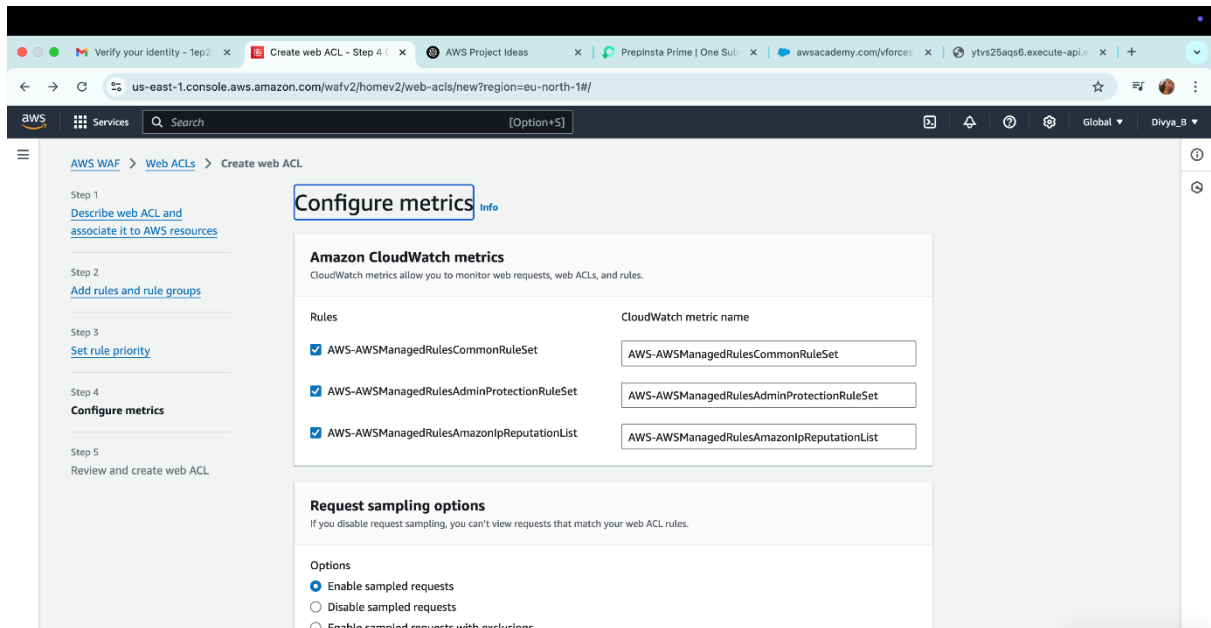 Verify your identity - 1ep2
Create web ACL - Step 4
AWS Project Ideas
PrepInsta Prime | One Sub
awsacademy.com/vforces
ytvs25aqs6.execute-api.e
us-east-1.console.aws.amazon.com/wafv2/homev2/web-acls/new?region=eu-north-1#/
aws Services Search [Option+S] Global Divya_B
AWS WAF > Web ACLs > Create web ACL
Step 1
Describe web ACL and
associate it to AWS resources
Step 2
Add rules and rule groups
Step 3
Set rule priority
Step 4
Configure metrics
Step 5
Review and create web ACL
Configure metrics Info
Amazon CloudWatch metrics
CloudWatch metrics allow you to monitor web requests, web ACLs, and rules.
Rules CloudWatch metric name
AWS-AWSManagedRulesCommonRuleSet AWS-AWSManagedRulesCommonRuleSet
AWS-AWSManagedRulesAdminProtectionRuleSet AWS-AWSManagedRulesAdminProtectionRuleSet
AWS-AWSManagedRulesAmazonIpReputationList AWS-AWSManagedRulesAmazonIpReputationList
Request sampling options
If you disable request sampling, you can't view requests that match your web ACL rules.
Options
Enable sampled requests
Disable sampled requests
Enable sampled requests with exclusions